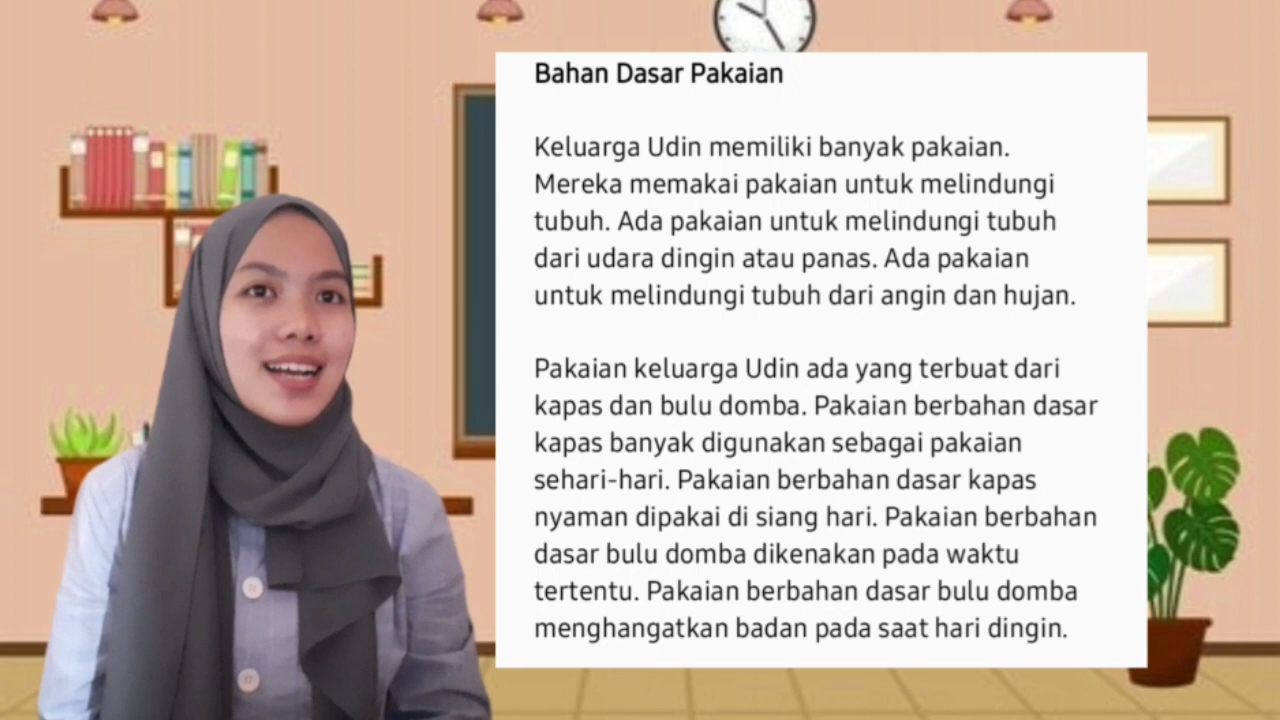 Bahan Dasar Pakaian
Keluarga Udin memiliki banyak pakaian.
Mereka memakai pakaian untuk melindungi
tubuh. Ada pakaian untuk melindungi tubuh
dari udara dingin atau panas. Ada pakaian
untuk melindungi tubuh dari angin dan hujan.
Pakaian keluarga Udin ada yang terbuat dari
kapas dan bulu domba. Pakaian berbahan dasar
kapas banyak digunakan sebagai pakaian
sehari-hari. Pakaian berbahan dasar kapas
nyaman dipakai di siang hari. Pakaian berbahan
dasar bulu domba dikenakan pada waktu
tertentu. Pakaian berbahan dasar bulu domba
menghangatkan badan pada saat hari dingin.